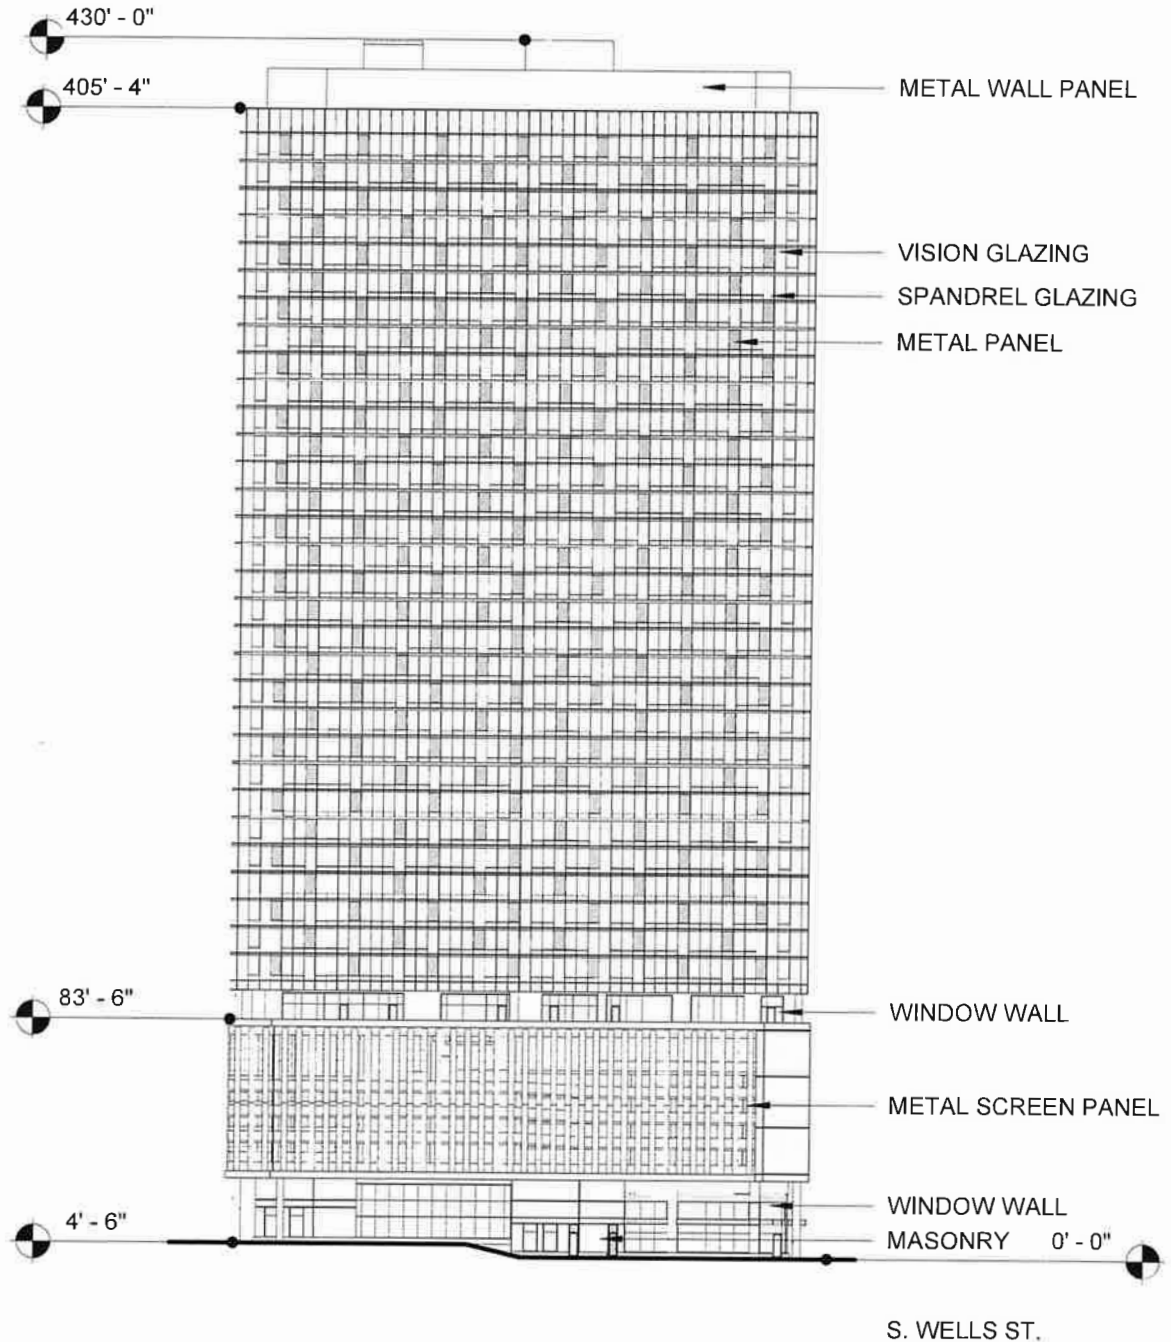 430' - 0"
405' - 4"
METAL WALL PANEL
VISION GLAZING
SPANDREL GLAZING
METAL PANEL
83' - 6"
WINDOW WALL
METAL SCREEN PANEL
WINDOW WALL
4' - 6"
MASONRY 0' - 0"
S. WELLS ST.